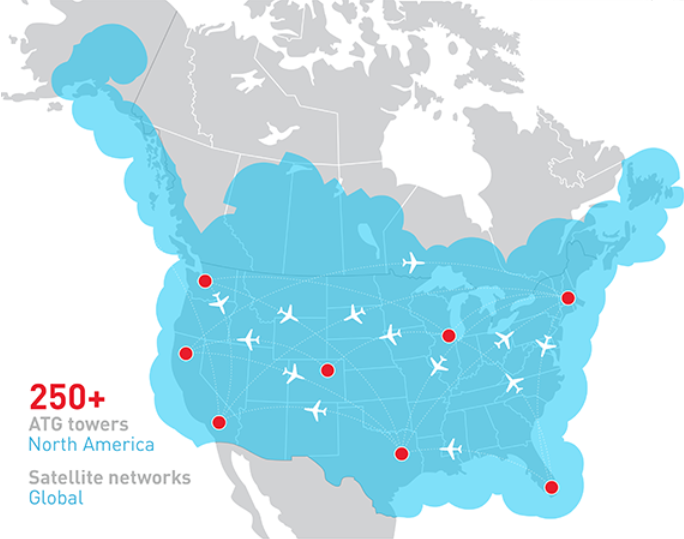 250+
ATG towers
North America
Satellite networks
Global